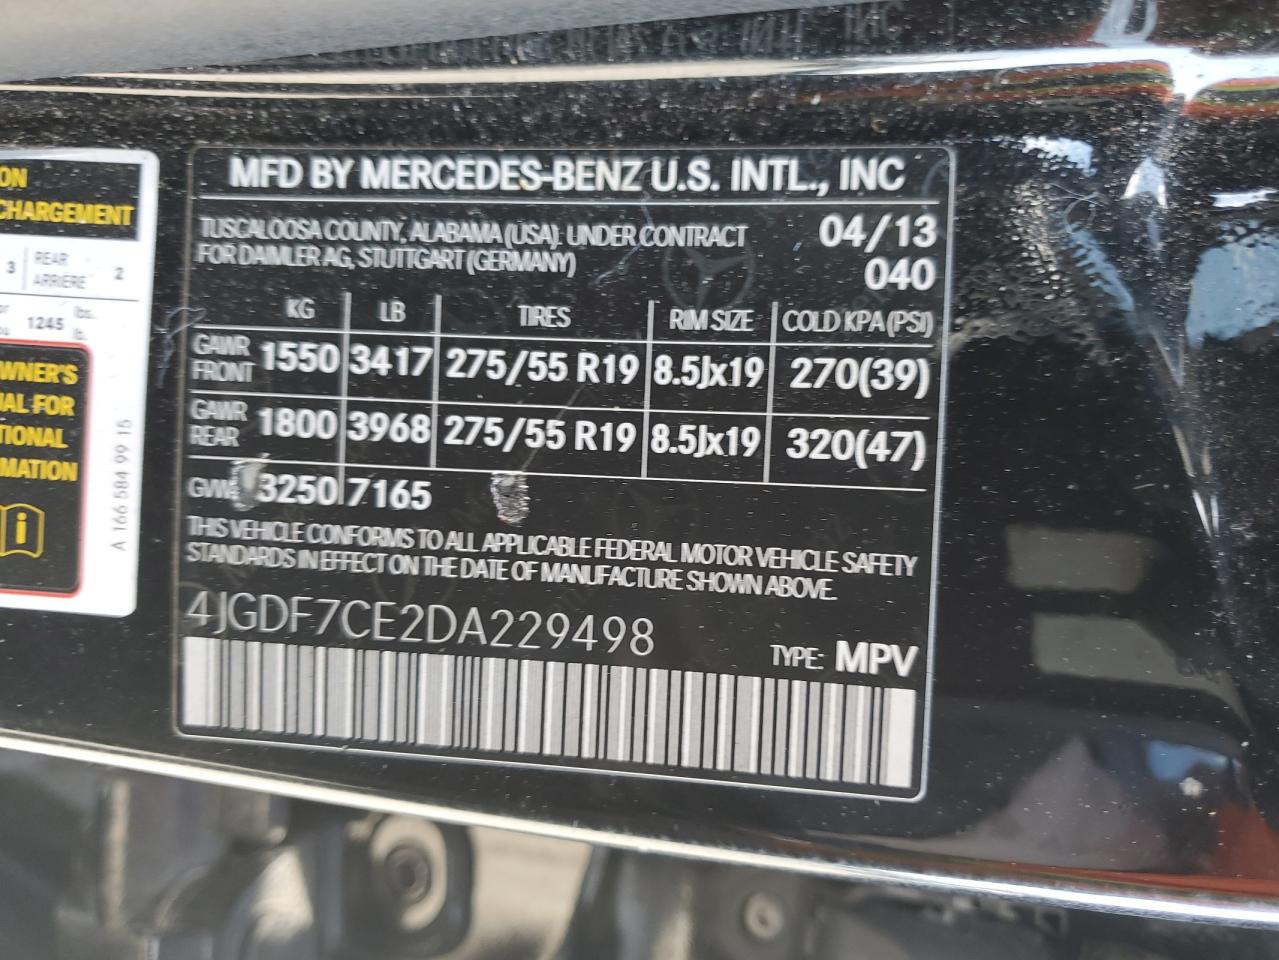 ON
CHARGEMENT
3 REAR ARRIÈRE 2
1245 lbs. lb.
WNER'S
AL FOR
TIONAL
MATION
A 166 584 99 15
MFD BY MERCEDES-BENZ U.S. INTL., INC
TUSCALOOSA COUNTY, ALABAMA (USA). UNDER CONTRACT 04/13
FOR DAIMLER AG, STUTTGART (GERMANY) 040
KG LB TIRES RIM SIZE COLD KPA (PSI)
GAWR FRONT 1550 3417 275/55 R19 8.5Jx19 270(39)
GAWR REAR 1800 3968 275/55 R19 8.5Jx19 320(47)
GVW 3250 7165
THIS VEHICLE CONFORMS TO ALL APPLICABLE FEDERAL MOTOR VEHICLE SAFETY
STANDARDS IN EFFECT ON THE DATE OF MANUFACTURE SHOWN ABOVE.
4JGDF7CE2DA229498
TYPE: MPV